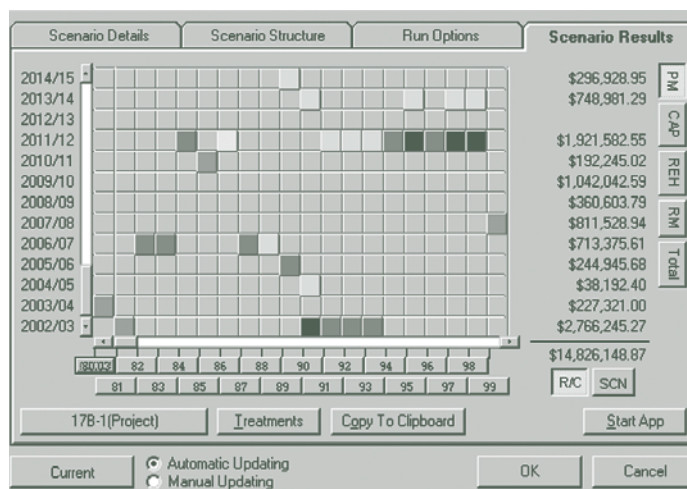 Scenario Details Scenario Structure Run Options Scenario Results
2014/15 $296,928.95
2013/14 $748,981.29
2012/13
2011/12 $1,921,582.55
2010/11 $192,245.02
2009/10 $1,042,042.59
2008/09 $360,603.79
2007/08 $811,528.94
2006/07 $713,375.61
2005/06 $244,945.68
2004/05 $38,192.40
2003/04 $227,321.00
2002/03 $2,766,245.27
$14,826,148.87
PM
CAP
REH
RM
Total
80,03 82 84 86 88 90 92 94 96 98
81 83 85 87 89 91 93 95 97 99
R/C SCN
17B-1(Project) Treatments Copy To Clipboard Start App
Current Automatic Updating OK Cancel
Manual Updating